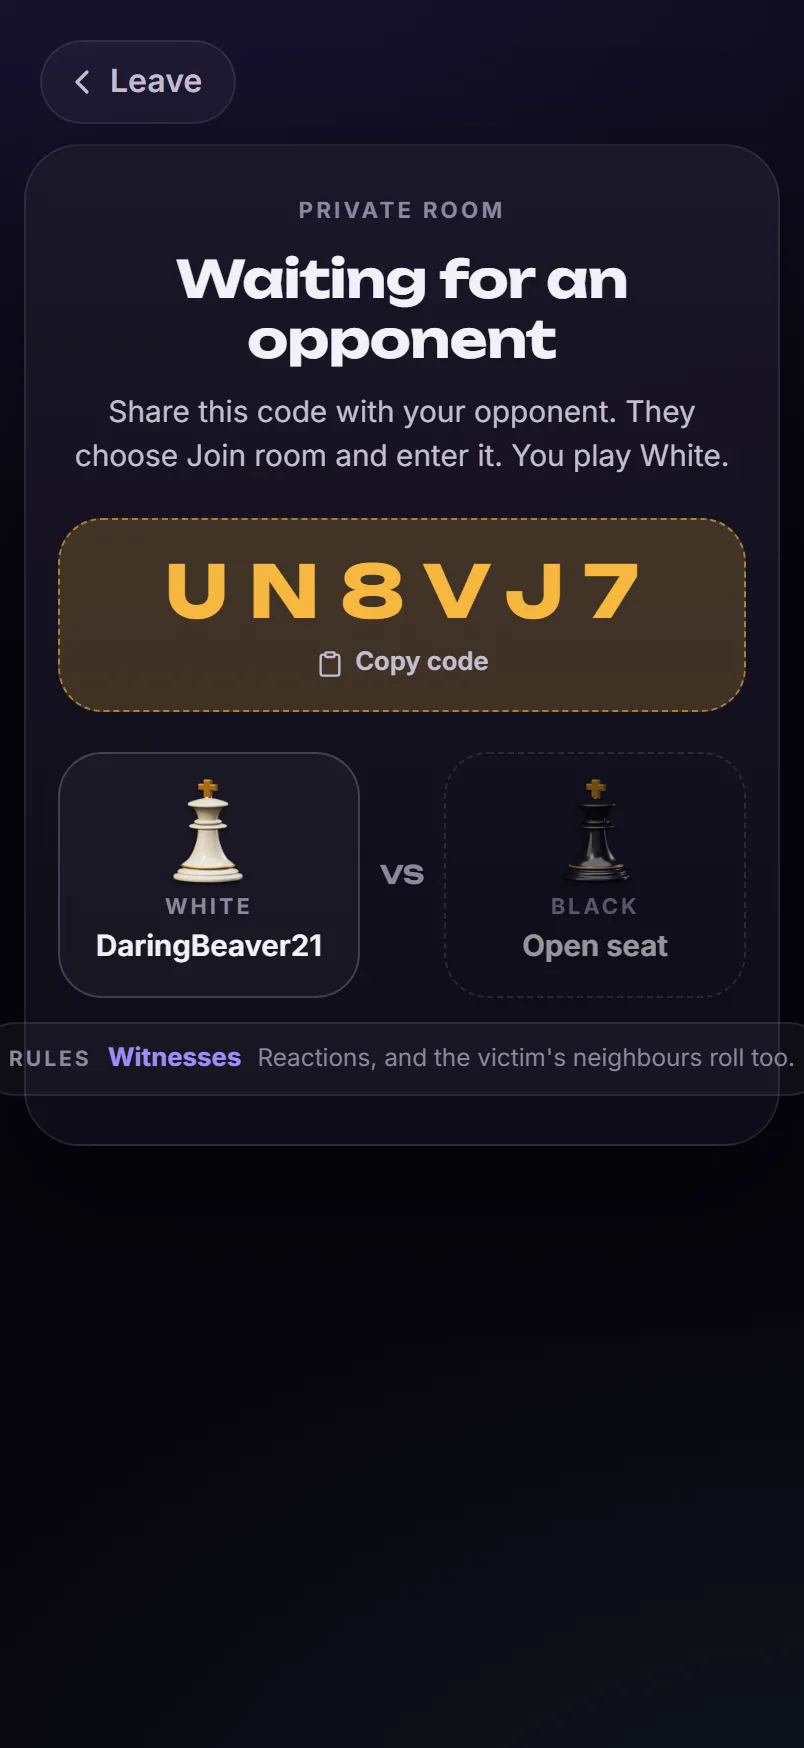 Leave
PRIVATE ROOM
Waiting for an
opponent
Share this code with your opponent. They
choose Join room and enter it. You play White.
UN8VJ7
Copy code
WHITE
DaringBeaver21
VS
BLACK
Open seat
RULES Witnesses Reactions, and the victim's neighbours roll too.